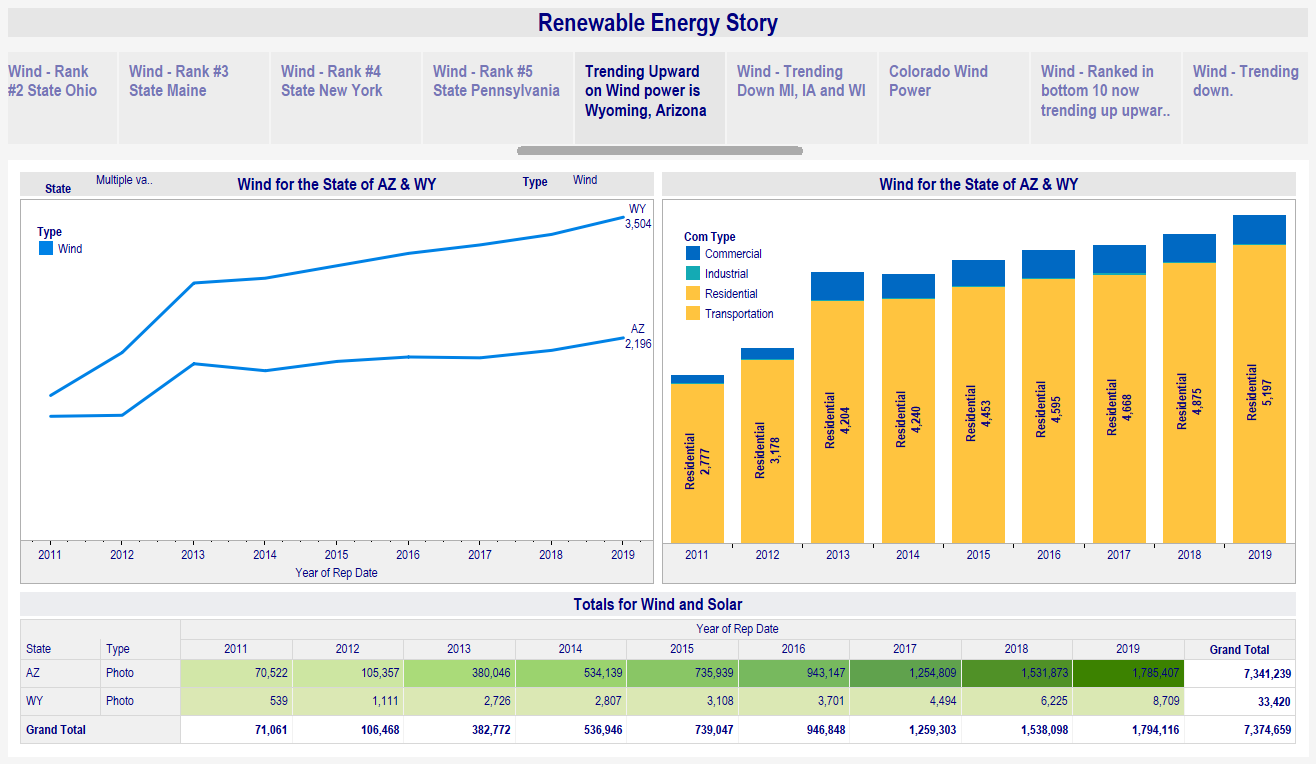 Renewable Energy Story
Wind - Rank
#2 State Ohio
Wind - Rank #3
State Maine
Wind - Rank #4
State New York
Wind - Rank #5
State Pennsylvania
Trending Upward
on Wind power is
Wyoming, Arizona
Wind - Trending
Down MI, IA and WI
Colorado Wind
Power
Wind - Ranked in
bottom 10 now
trending up upwar..
Wind - Trending
down.
State Multiple va.. Wind for the State of AZ & WY Type Wind
Type
Wind
WY
3,504
AZ
2,196
2011 2012 2013 2014 2015 2016 2017 2018 2019
Year of Rep Date
Wind for the State of AZ & WY
Com Type
Commercial
Industrial
Residential
Transportation
Residential
2,777
Residential
3,178
Residential
4,204
Residential
4,240
Residential
4,453
Residential
4,595
Residential
4,668
Residential
4,875
Residential
5,197
2011 2012 2013 2014 2015 2016 2017 2018 2019
Totals for Wind and Solar
Year of Rep Date
State Type 2011 2012 2013 2014 2015 2016 2017 2018 2019 Grand Total
AZ Photo 70,522 105,357 380,046 534,139 735,939 943,147 1,254,809 1,531,873 1,785,407 7,341,239
WY Photo 539 1,111 2,726 2,807 3,108 3,701 4,494 6,225 8,709 33,420
Grand Total 71,061 106,468 382,772 536,946 739,047 946,848 1,259,303 1,538,098 1,794,116 7,374,659